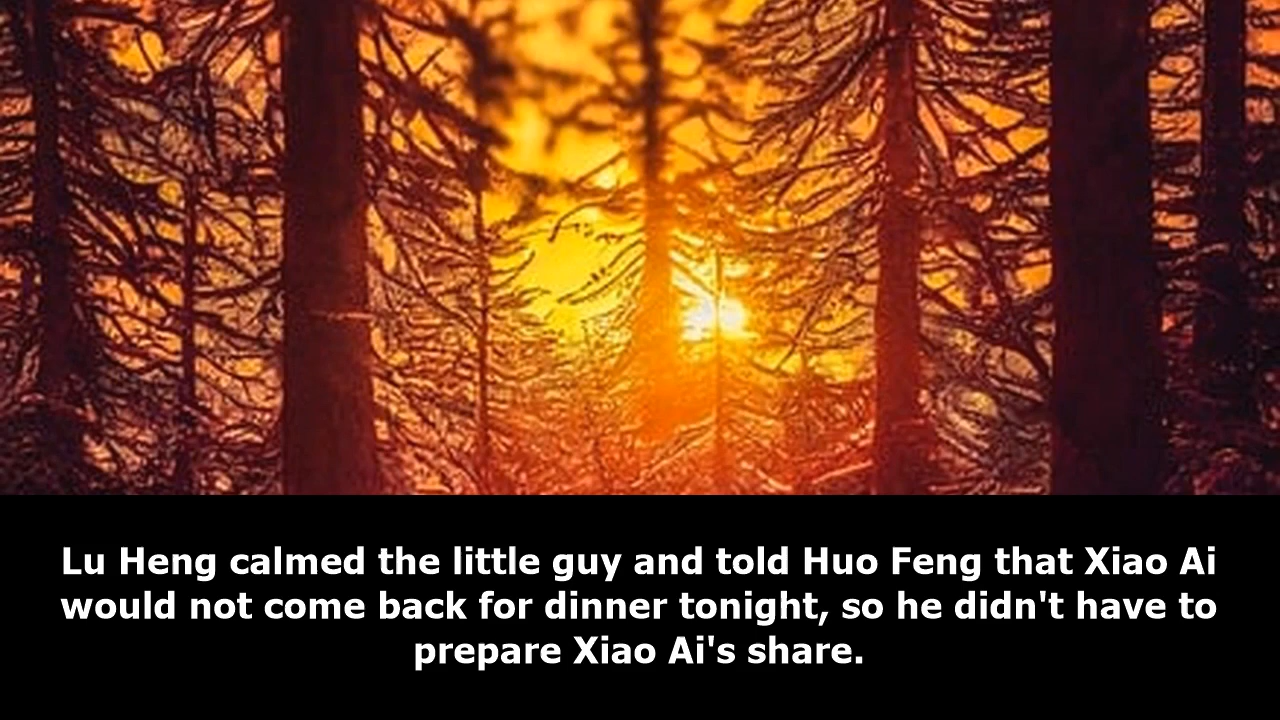 Lu Heng calmed the little guy and told Huo Feng that Xiao Ai
would not come back for dinner tonight, so he didn't have to
prepare Xiao Ai's share.